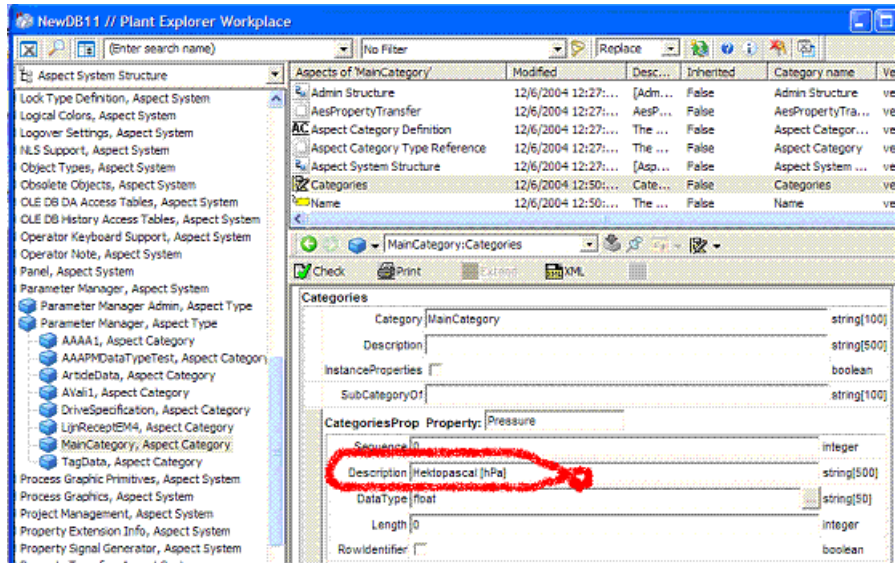 NewDB11 // Plant Explorer Workplace
(Enter search name) No Filter Replace
Aspect System Structure
Lock Type Definition, Aspect System
Logical Colors, Aspect System
Logover Settings, Aspect System
NLS Support, Aspect System
Object Types, Aspect System
Obsolete Objects, Aspect System
OLE DB DA Access Tables, Aspect System
OLE DB History Access Tables, Aspect System
Operator Keyboard Support, Aspect System
Operator Note, Aspect System
Panel, Aspect System
Parameter Manager, Aspect System
Parameter Manager Admin, Aspect Type
Parameter Manager, Aspect Type
AAAA1, Aspect Category
AAAPMDataTypeTest, Aspect Category
ArticleData, Aspect Category
AVali1, Aspect Category
DriveSpecification, Aspect Category
LijnReceptEM4, Aspect Category
MainCategory, Aspect Category
TagData, Aspect Category
Process Graphic Primitives, Aspect System
Process Graphics, Aspect System
Project Management, Aspect System
Property Extension Info, Aspect System
Property Signal Generator, Aspect System
Aspects of 'MainCategory' Modified Desc... Inherited Category name Ve
Admin Structure 12/6/2004 12:27:... [Adm... False Admin Structure ve
AesPropertyTransfer 12/6/2004 12:27:... AesP... False AesPropertyTra... ve
Aspect Category Definition 12/6/2004 12:27:... The ... False Aspect Categor... ve
Aspect Category Type Reference 12/6/2004 12:27:... The ... False Aspect Category ve
Aspect System Structure 12/6/2004 12:27:... [Asp... False Aspect System ... ve
Categories 12/6/2004 12:50:... Cate... False Categories ve
Name 12/6/2004 12:50:... The ... False Name ve
MainCategory:Categories
Check Print Extend XML
Categories
Category MainCategory string[100]
Description string[500]
InstanceProperties boolean
SubCategoryOf string[100]
CategoriesProp Property: Pressure
Sequence 0 integer
Description Hektopascal [hPa] string[500]
DataType float ... string[50]
Length 0 integer
RowIdentifier boolean